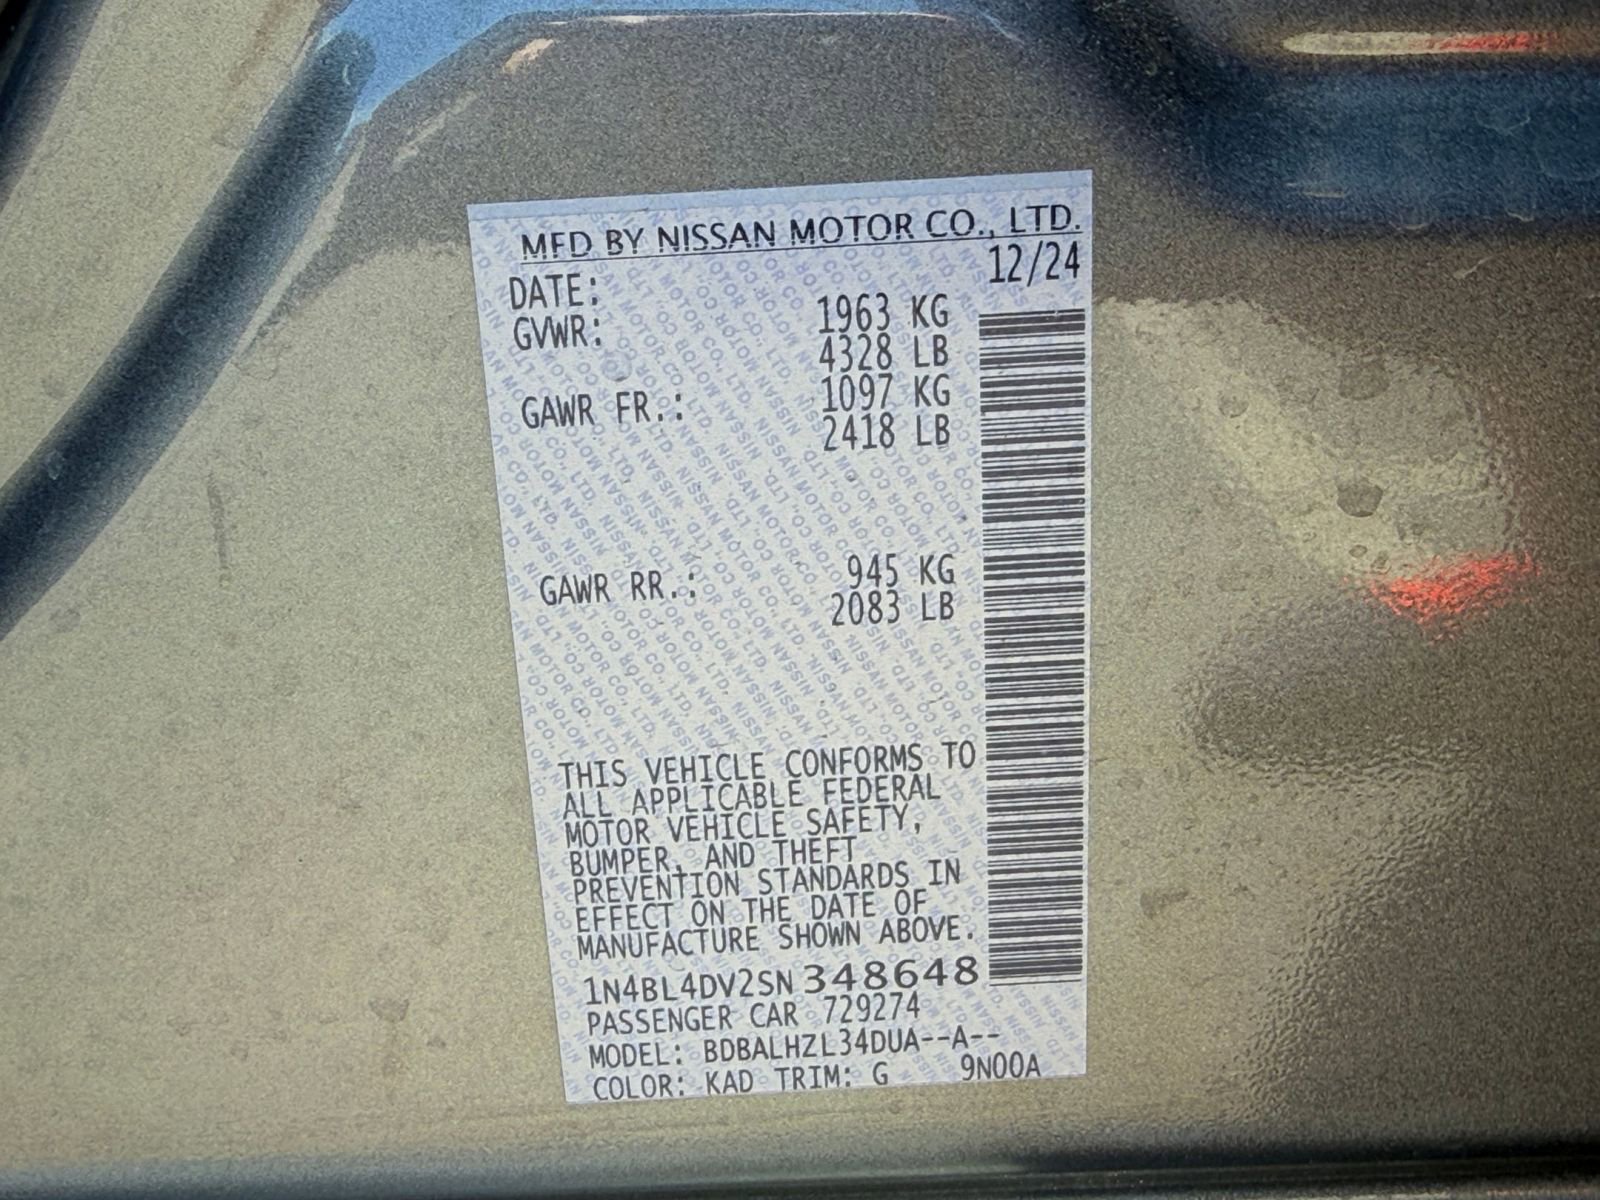 MFD BY NISSAN MOTOR CO., LTD.
DATE: 12/24
GVWR: 1963 KG
4328 LB
GAWR FR.: 1097 KG
2418 LB
GAWR RR.: 945 KG
2083 LB
THIS VEHICLE CONFORMS TO
ALL APPLICABLE FEDERAL
MOTOR VEHICLE SAFETY,
BUMPER, AND THEFT
PREVENTION STANDARDS IN
EFFECT ON THE DATE OF
MANUFACTURE SHOWN ABOVE.
1N4BL4DV2SN348648
PASSENGER CAR 729274
MODEL: BDBALHZL34DUA--A--
COLOR: KAD TRIM: G 9N00A